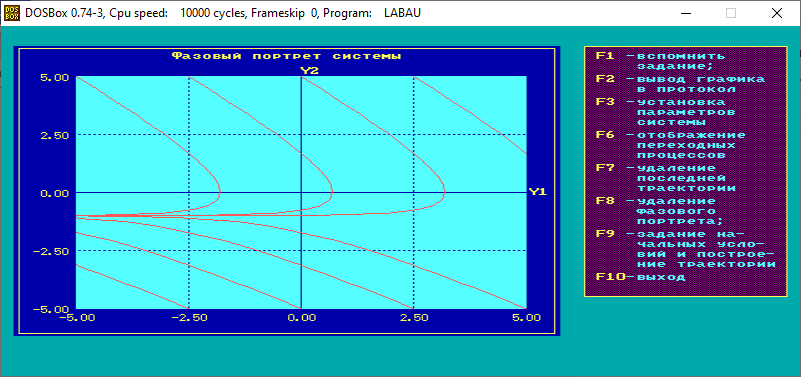 DOSBox 0.74-3, Cpu speed: 10000 cycles, Frameskip 0, Program: LABAU
DOS
BOX
Фазовый портрет системы
Y2
5.00
2.50
0.00
-2.50
-5.00
Y1
-5.00 -2.50 0.00 2.50 5.00
F1 -вспомнить
задание;
F2 -вывод графика
в протокол
F3 -установка
параметров
системы
F6 -отображение
переходных
процессов
F7 -удаление
последней
траектории
F8 -удаление
Фазового
портрета;
F9 -задание на-
чальных усло-
вий и построе-
ние траектории
F10-выход